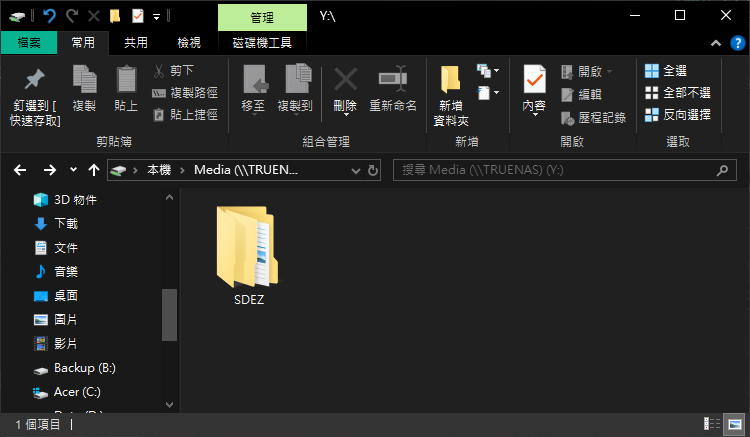 管理
Y:\
檔案
常用
共用
檢視
磁碟機工具
釘選到 [
快速存取]
複製
貼上
剪下
複製路徑
貼上捷徑
剪貼簿
移至
複製到
刪除
重新命名
組合管理
新增
資料夾
新增
內容
開啟
編輯
歷程記錄
開啟
全選
全部不選
反向選擇
選取
本機
Media (\\TRUEN...
搜尋 Media (\\TRUENAS) (Y:)
3D 物件
下載
文件
音樂
桌面
圖片
影片
Backup (B:)
Acer (C:)
SDEZ
1 個項目